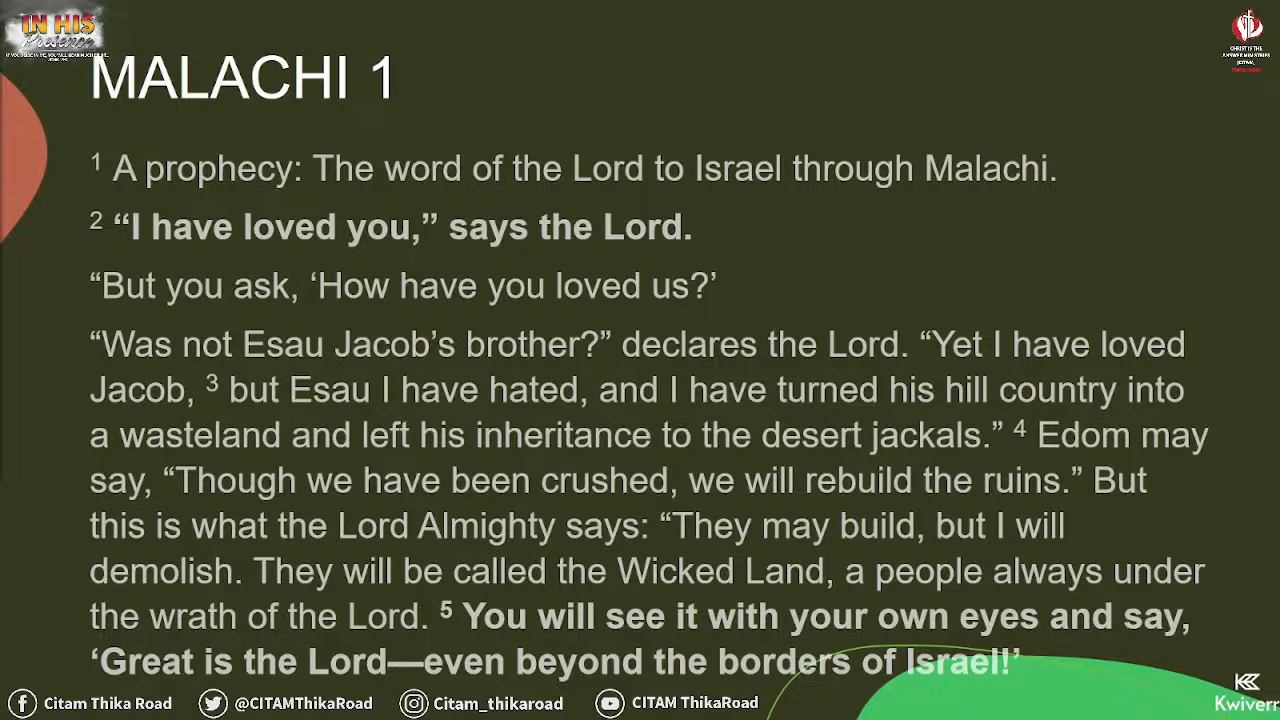 IN HIS
Presence
CHRIST IS THE
ANSWER MINISTRIES
(CITAM)
MALACHI 1
1 A prophecy: The word of the Lord to Israel through Malachi.
2 “I have loved you,” says the Lord.
“But you ask, ‘How have you loved us?’
“Was not Esau Jacob’s brother?” declares the Lord. “Yet I have loved
Jacob, 3 but Esau I have hated, and I have turned his hill country into
a wasteland and left his inheritance to the desert jackals.” 4 Edom may
say, “Though we have been crushed, we will rebuild the ruins.” But
this is what the Lord Almighty says: “They may build, but I will
demolish. They will be called the Wicked Land, a people always under
the wrath of the Lord. 5 You will see it with your own eyes and say,
‘Great is the Lord—even beyond the borders of Israel!’
Citam Thika Road
@CITAMThikaRoad
Citam_thikaroad
CITAM ThikaRoad